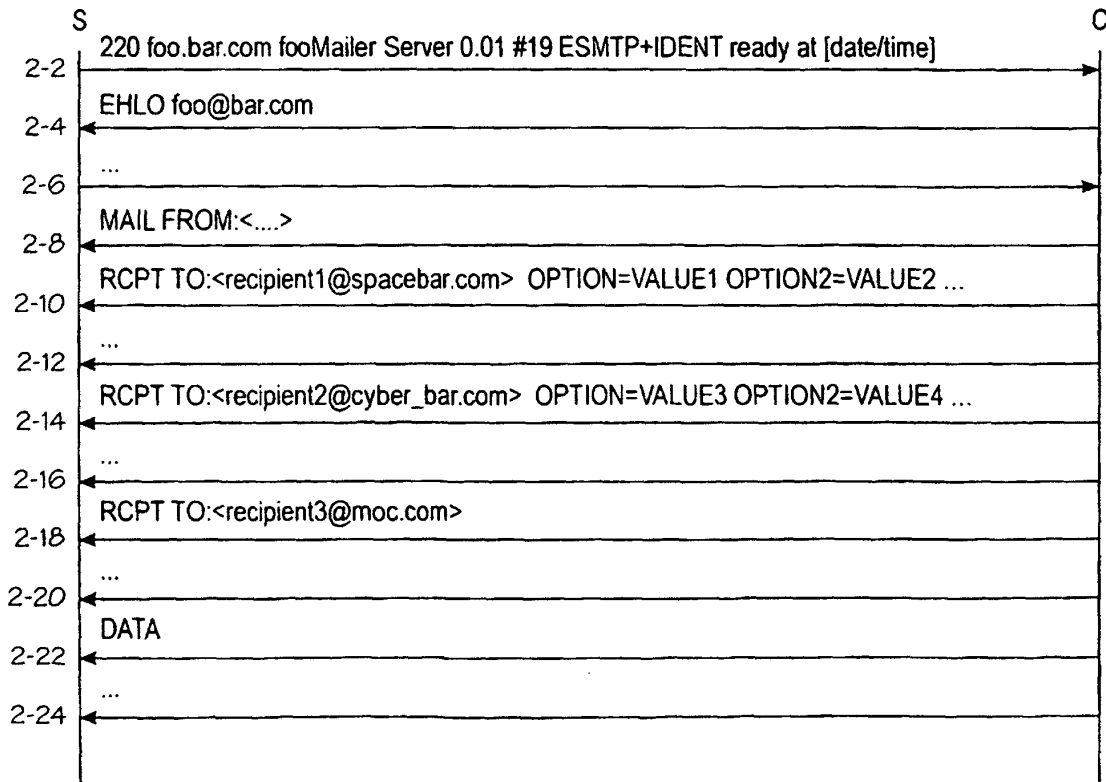 S C
220 foo.bar.com fooMailer Server 0.01 #19 ESMTP+IDENT ready at [date/time]
2-2
EHLO foo@bar.com
2-4
...
2-6
MAIL FROM:<....>
2-8
RCPT TO:<recipient1@spacebar.com> OPTION=VALUE1 OPTION2=VALUE2 ...
2-10
...
2-12
RCPT TO:<recipient2@cyber_bar.com> OPTION=VALUE3 OPTION2=VALUE4 ...
2-14
...
2-16
RCPT TO:<recipient3@moc.com>
2-18
...
2-20
DATA
2-22
...
2-24